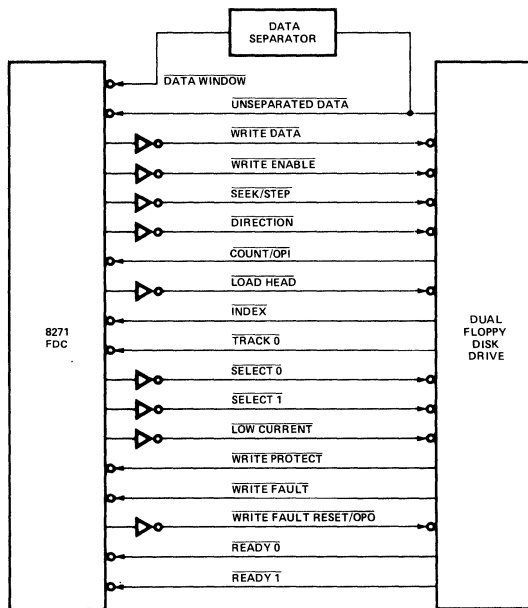 DATA
SEPARATOR
DATA WINDOW
UNSEPARATED DATA
WRITE DATA
WRITE ENABLE
SEEK/STEP
DIRECTION
COUNT/OPI
LOAD HEAD
INDEX
TRACK 0
8271
FDC
DUAL
FLOPPY
DISK
DRIVE
SELECT 0
SELECT 1
LOW CURRENT
WRITE PROTECT
WRITE FAULT
WRITE FAULT RESET/OPO
READY 0
READY 1